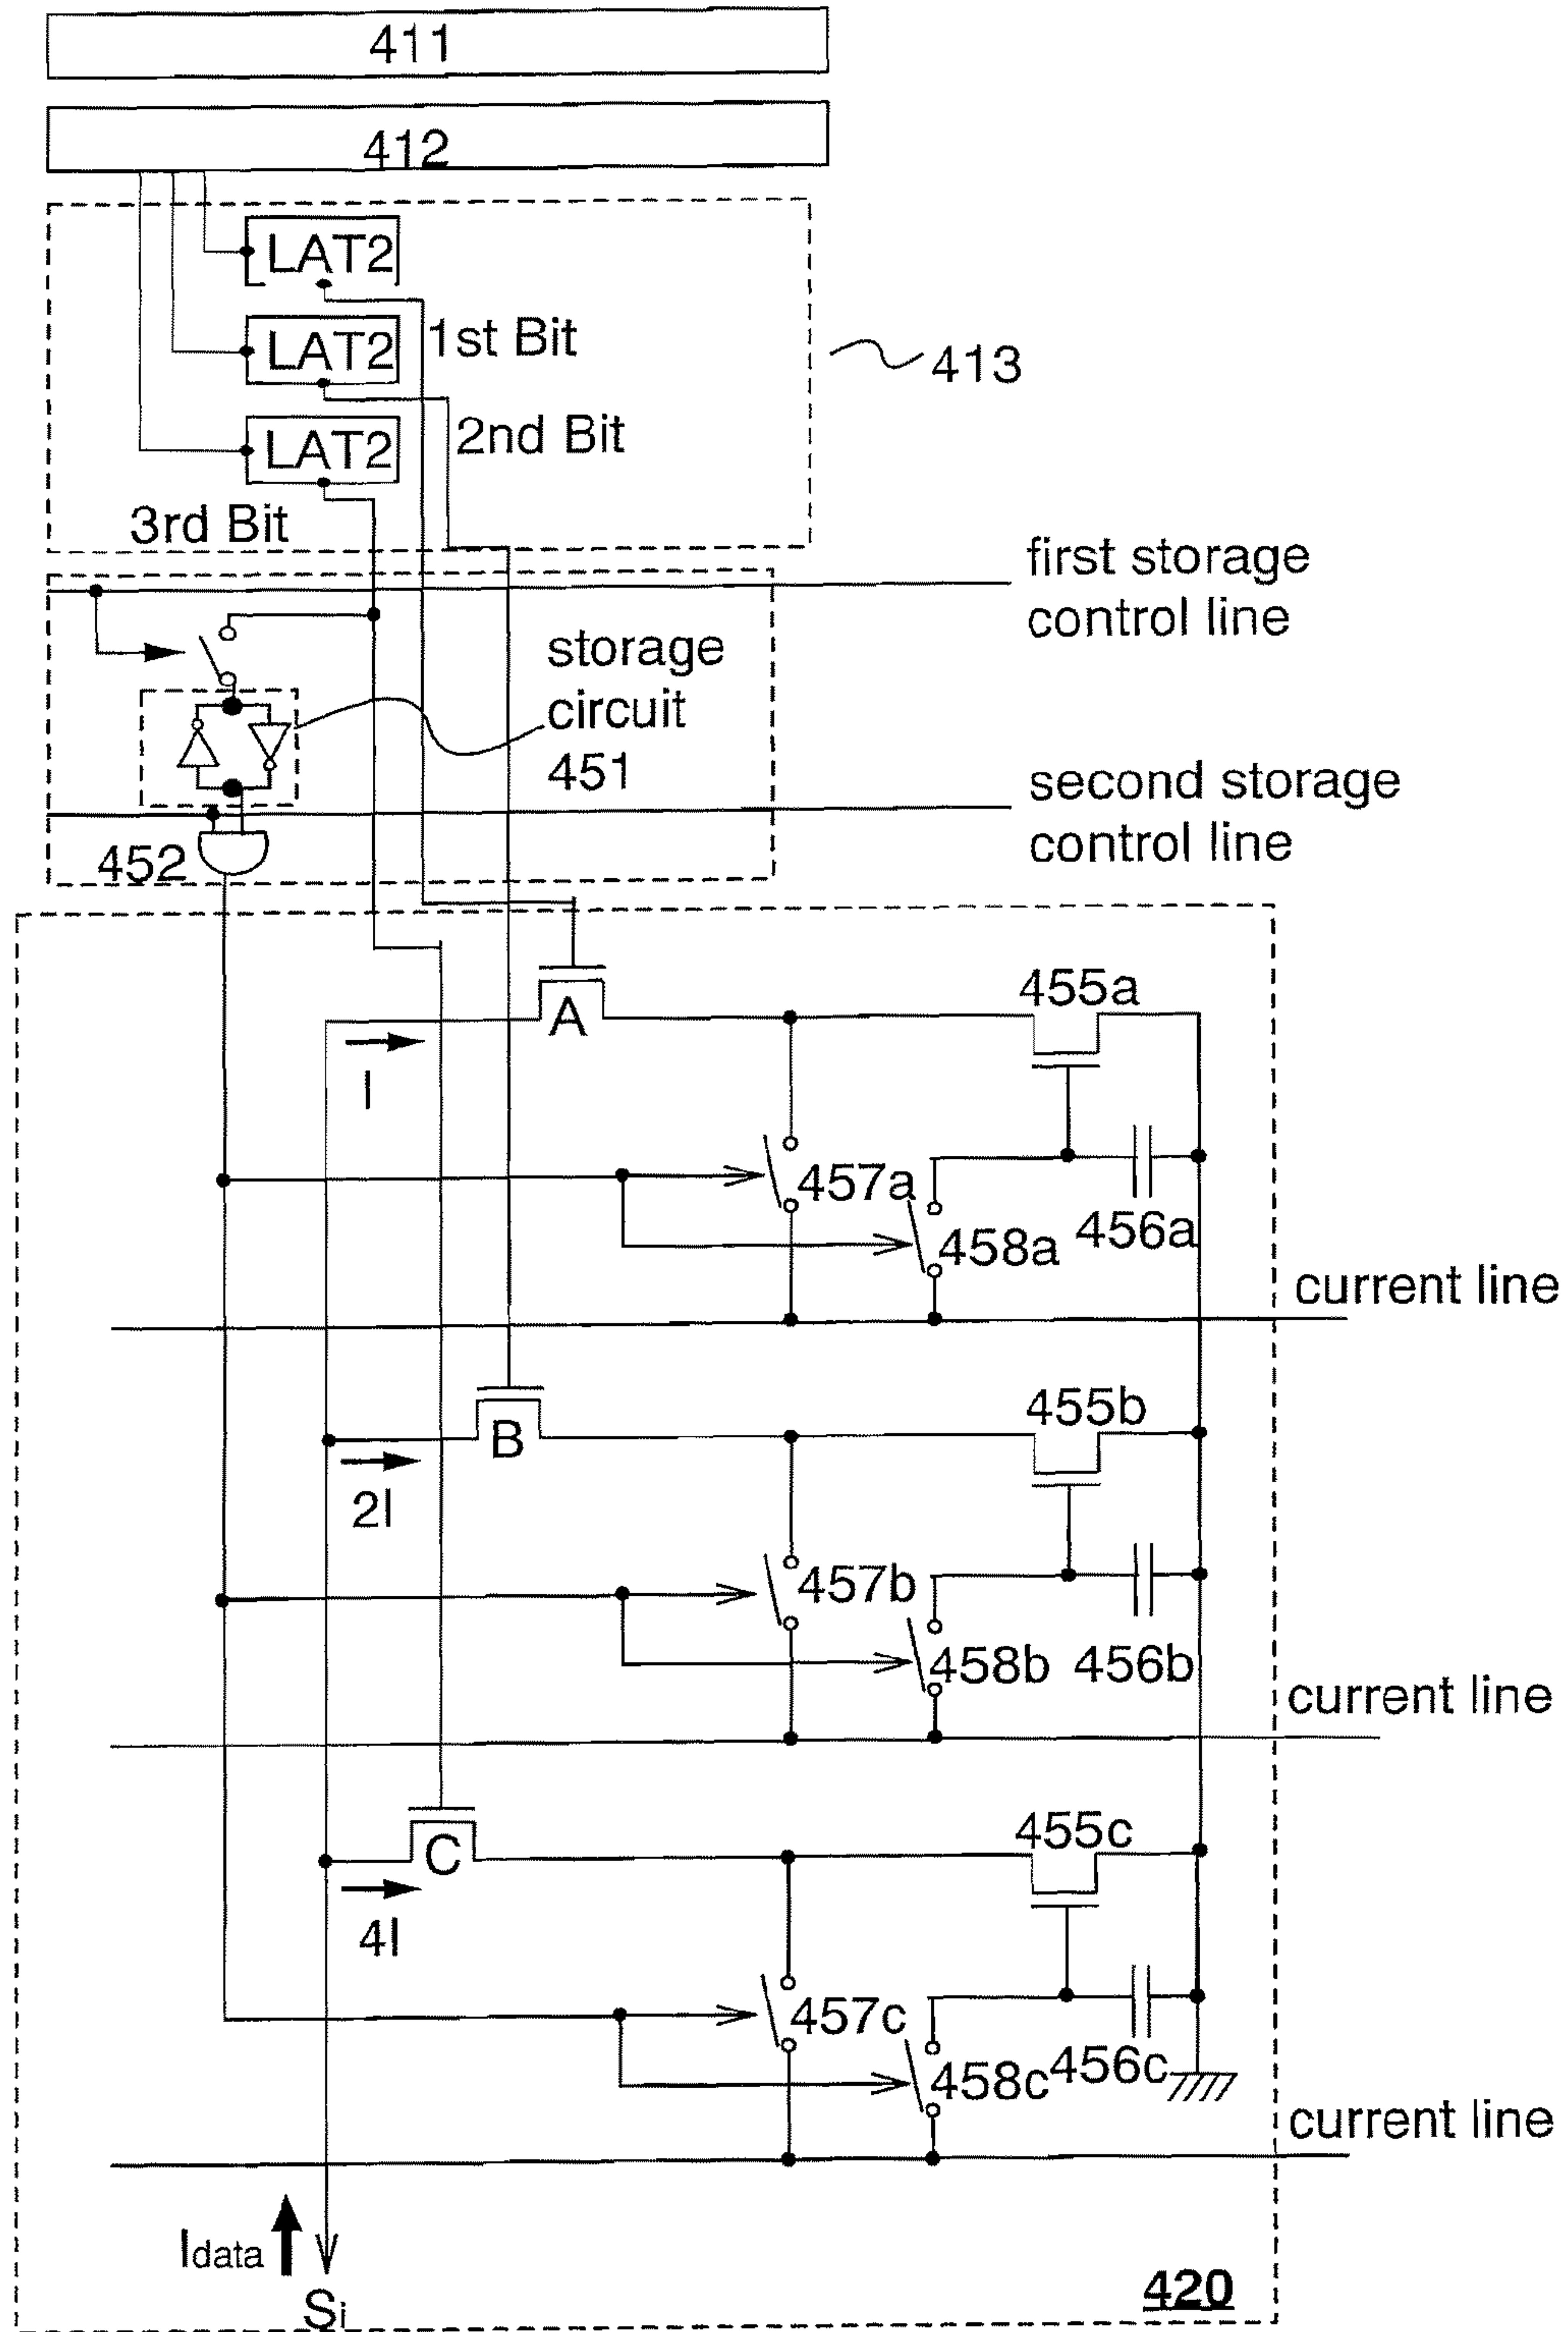 411
412
LAT2
LAT2
1st Bit
413
LAT2
2nd Bit
3rd Bit
first storage
control line
storage
circuit
451
second storage
control line
452
A
455a
I
457a
458a
456a
current line
B
455b
2I
457b
458b
456b
current line
C
455c
4I
457c
458c
456c
current line
Idata
Si
420